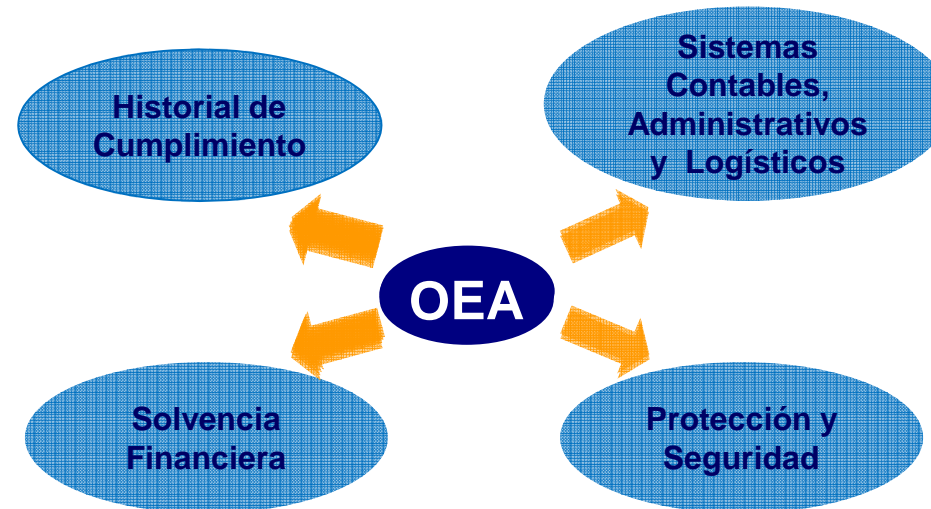 Historial de
Cumplimiento
Sistemas
Contables,
Administrativos
y Logísticos
OEA
Solvencia
Financiera
Protección y
Seguridad